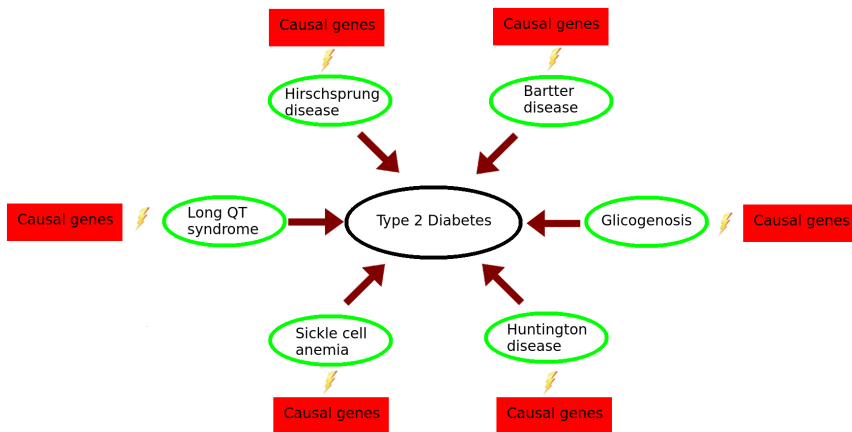 Causal genes
Causal genes
Hirschsprung
disease
Bartter
disease
Causal genes
Long QT
syndrome
Type 2 Diabetes
Glicogenosis
Causal genes
Sickle cell
anemia
Huntington
disease
Causal genes
Causal genes